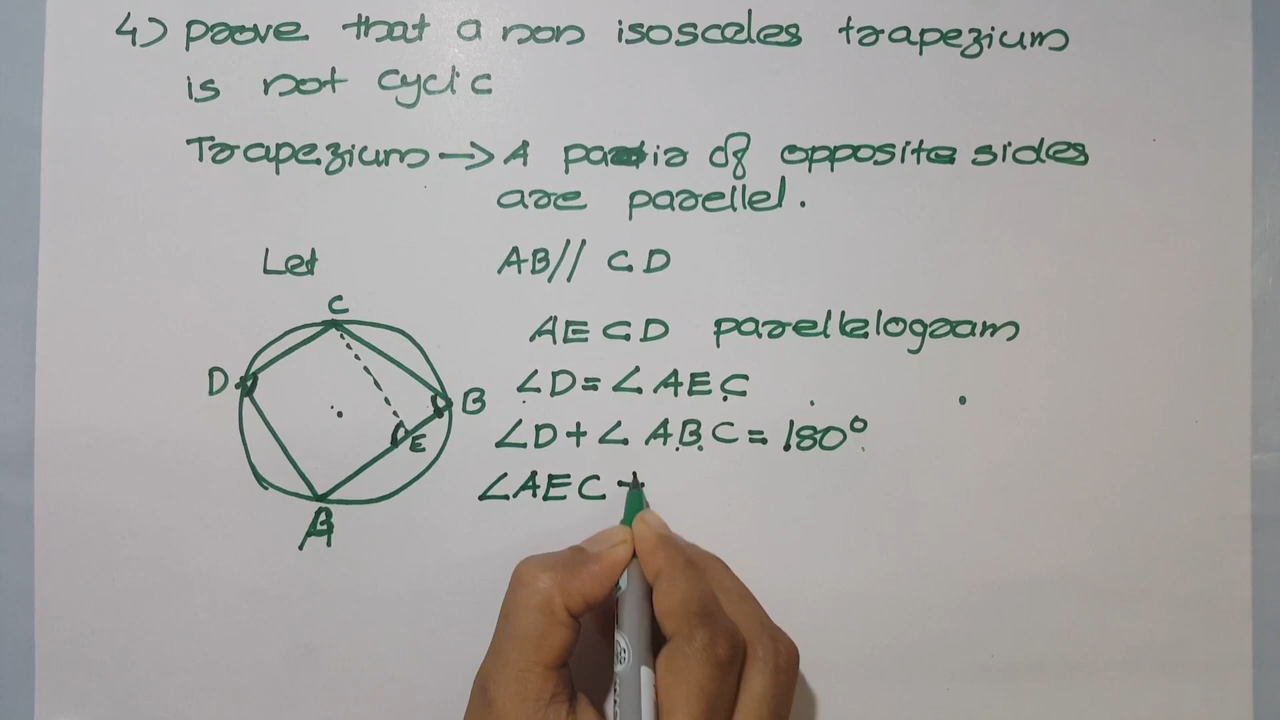 4) prove that a non isosceles trapezium
is not cyclic
Trapezium → A pair of opposite sides
are parellel.
Let AB // CD
C
AECD parellelogram
D
∠D = ∠AEC
B
∠D + ∠ABC = 180°
E
∠AEC +
A